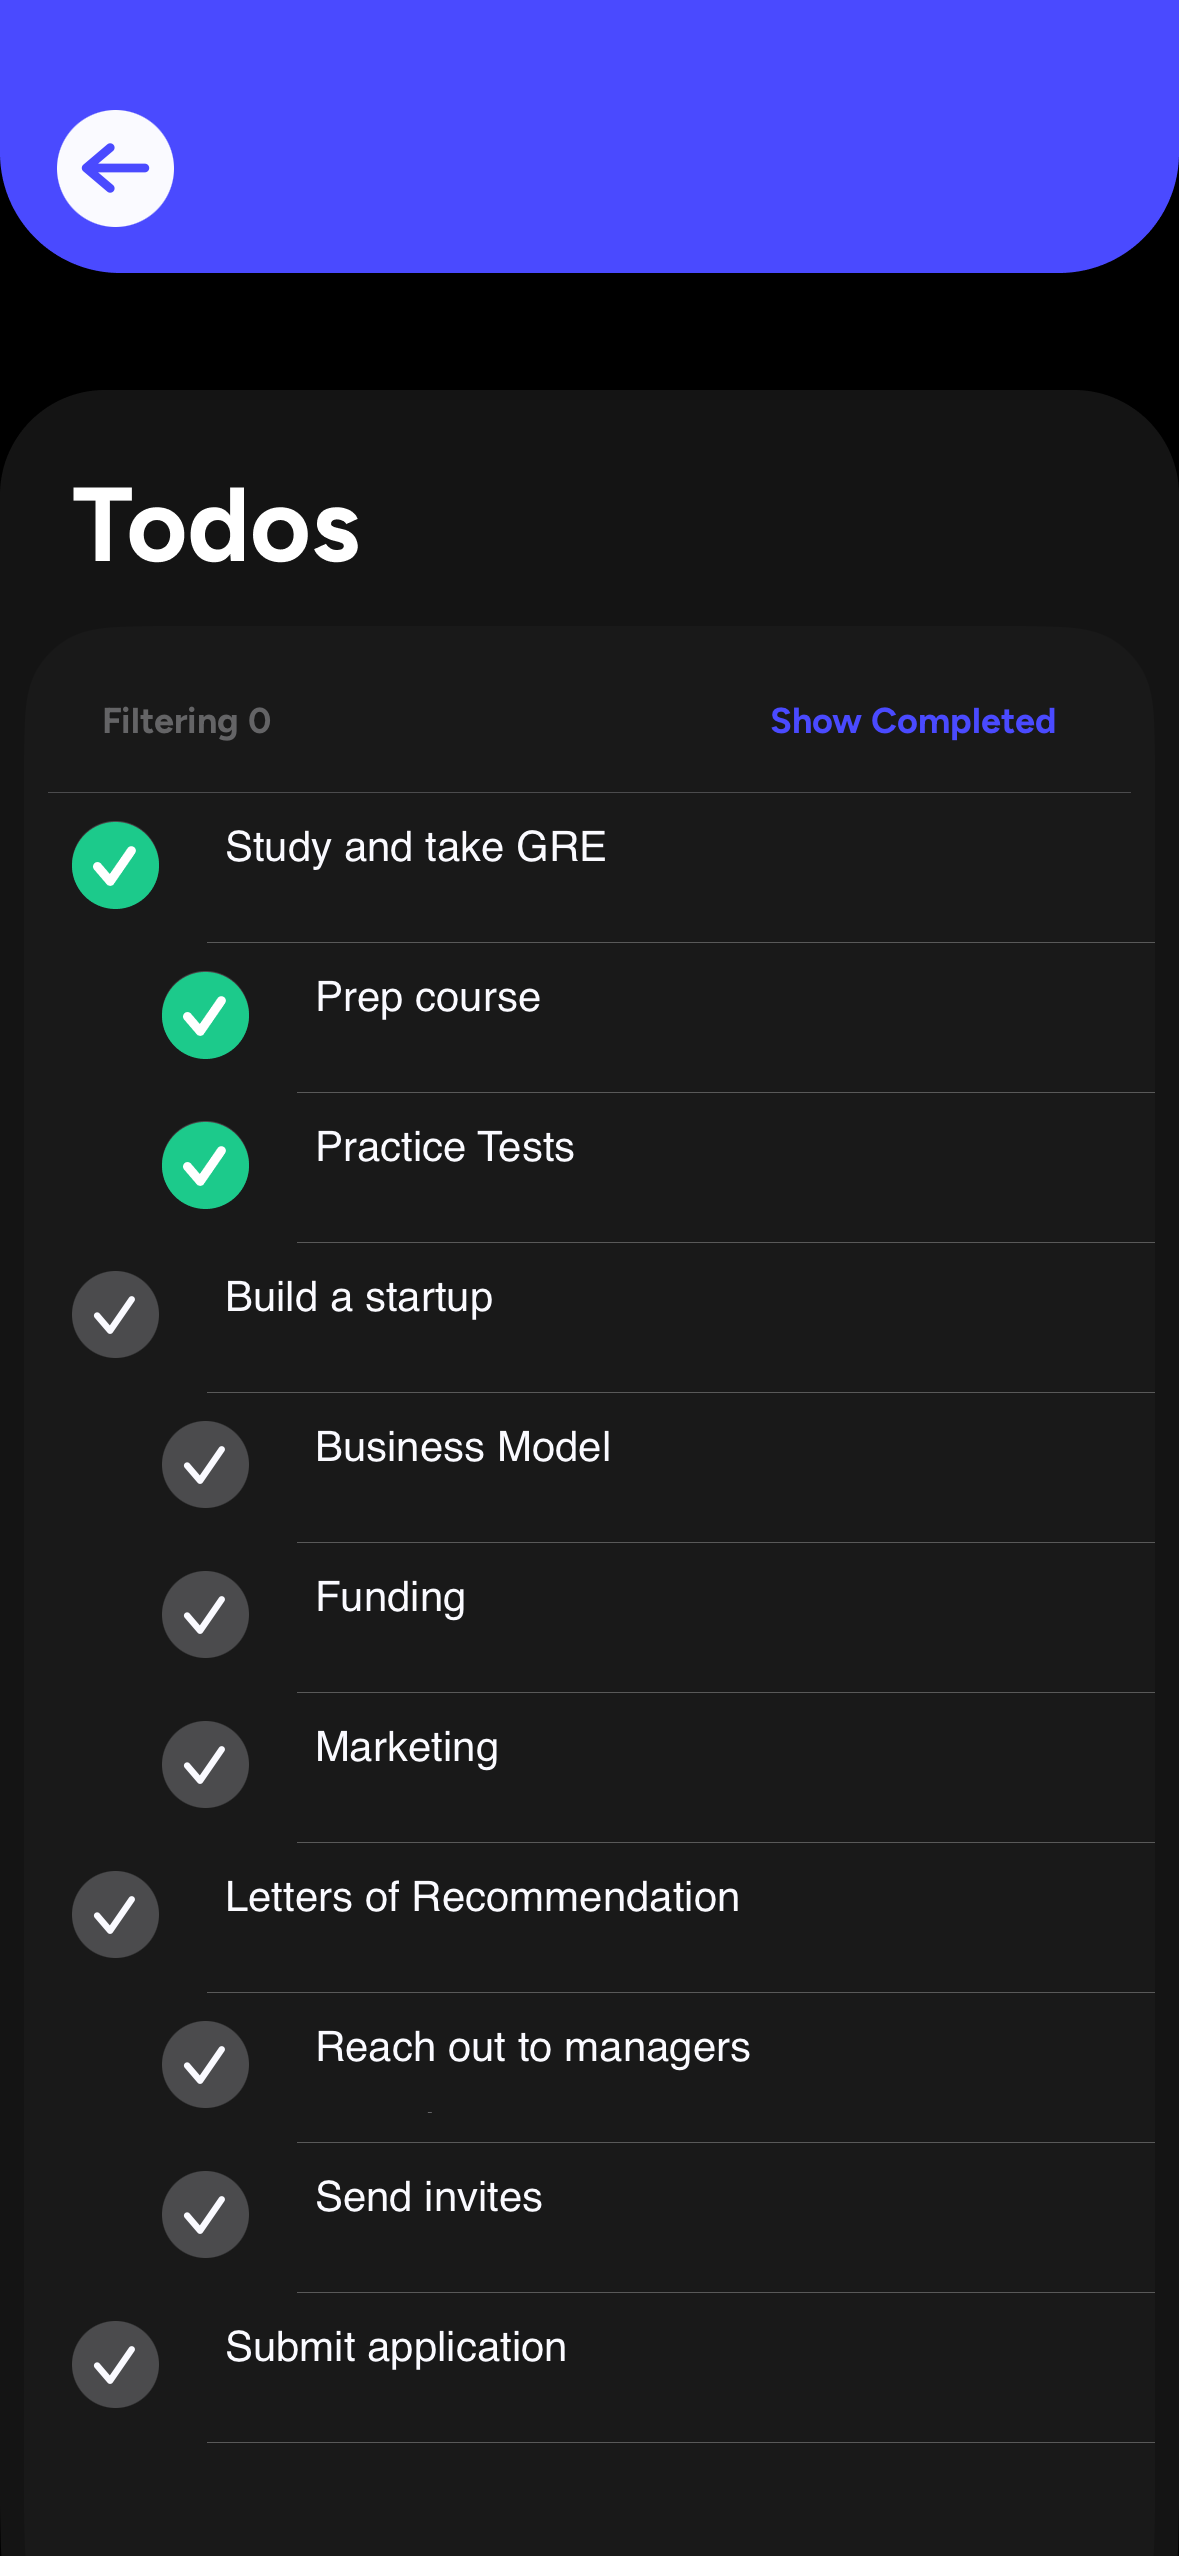 Todos
Filtering 0
Show Completed
Study and take GRE
Prep course
Practice Tests
Build a startup
Business Model
Funding
Marketing
Letters of Recommendation
Reach out to managers
Send invites
Submit application